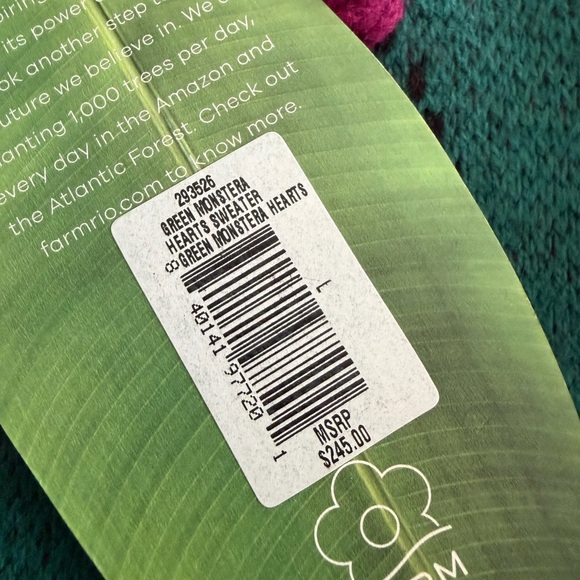 its power
ok another step t
uture we believe in. We
anting 1,000 trees per day,
every day in the Amazon and
the Atlantic Forest. Check out
farmrio.com to know more.
293526
GREEN MONSTERA
HEARTS SWEATER
GREEN MONSTERA HEARTS
L
8 40141 97720 1
MSRP
$245.00